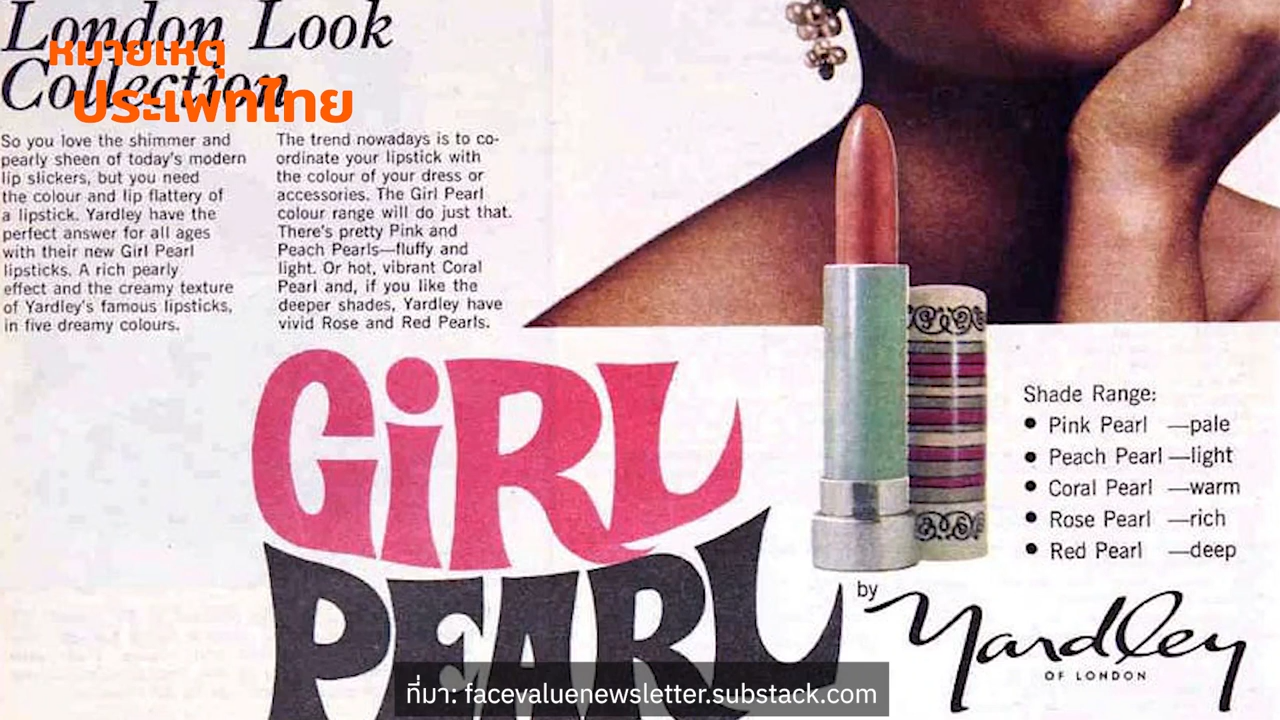 London Look
Collection
หมายเหตุ
ประเพทไทย
So you love the shimmer and
pearly sheen of today's modern
lip slickers, but you need
the colour and lip flattery of
a lipstick. Yardley have the
perfect answer for all ages
with their new Girl Pearl
lipsticks. A rich pearly
effect and the creamy texture
of Yardley's famous lipsticks,
in five dreamy colours.
The trend nowadays is to co-
ordinate your lipstick with
the colour of your dress or
accessories. The Girl Pearl
colour range will do just that.
There's pretty Pink and
Peach Pearls—fluffy and
light. Or hot, vibrant Coral
Pearl and, if you like the
deeper shades, Yardley have
vivid Rose and Red Pearls.
GiRL
PEARL
Shade Range:
• Pink Pearl —pale
• Peach Pearl —light
• Coral Pearl —warm
• Rose Pearl —rich
• Red Pearl —deep
by Yardley
OF LONDON
ที่มา: facevaluenewsletter.substack.com